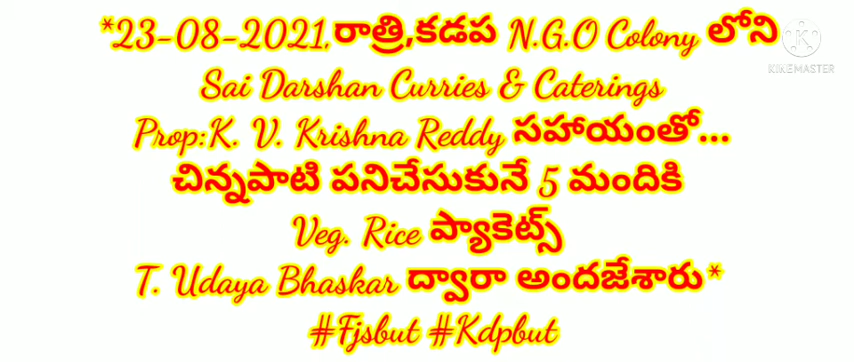 *23-08-2021,రాత్రి,కడప N.G.O Colony లోని
KINEMASTER
Sai Darshan Curries & Caterings
Prop:K. V. Krishna Reddy సహాయంతో...
చిన్నపాటి పనిచేసుకునే 5 మందికి
Veg. Rice ప్యాకెట్స్
T. Udaya Bhaskar ద్వారా అందజేశారు*
#Fjsbut #Kdpbut